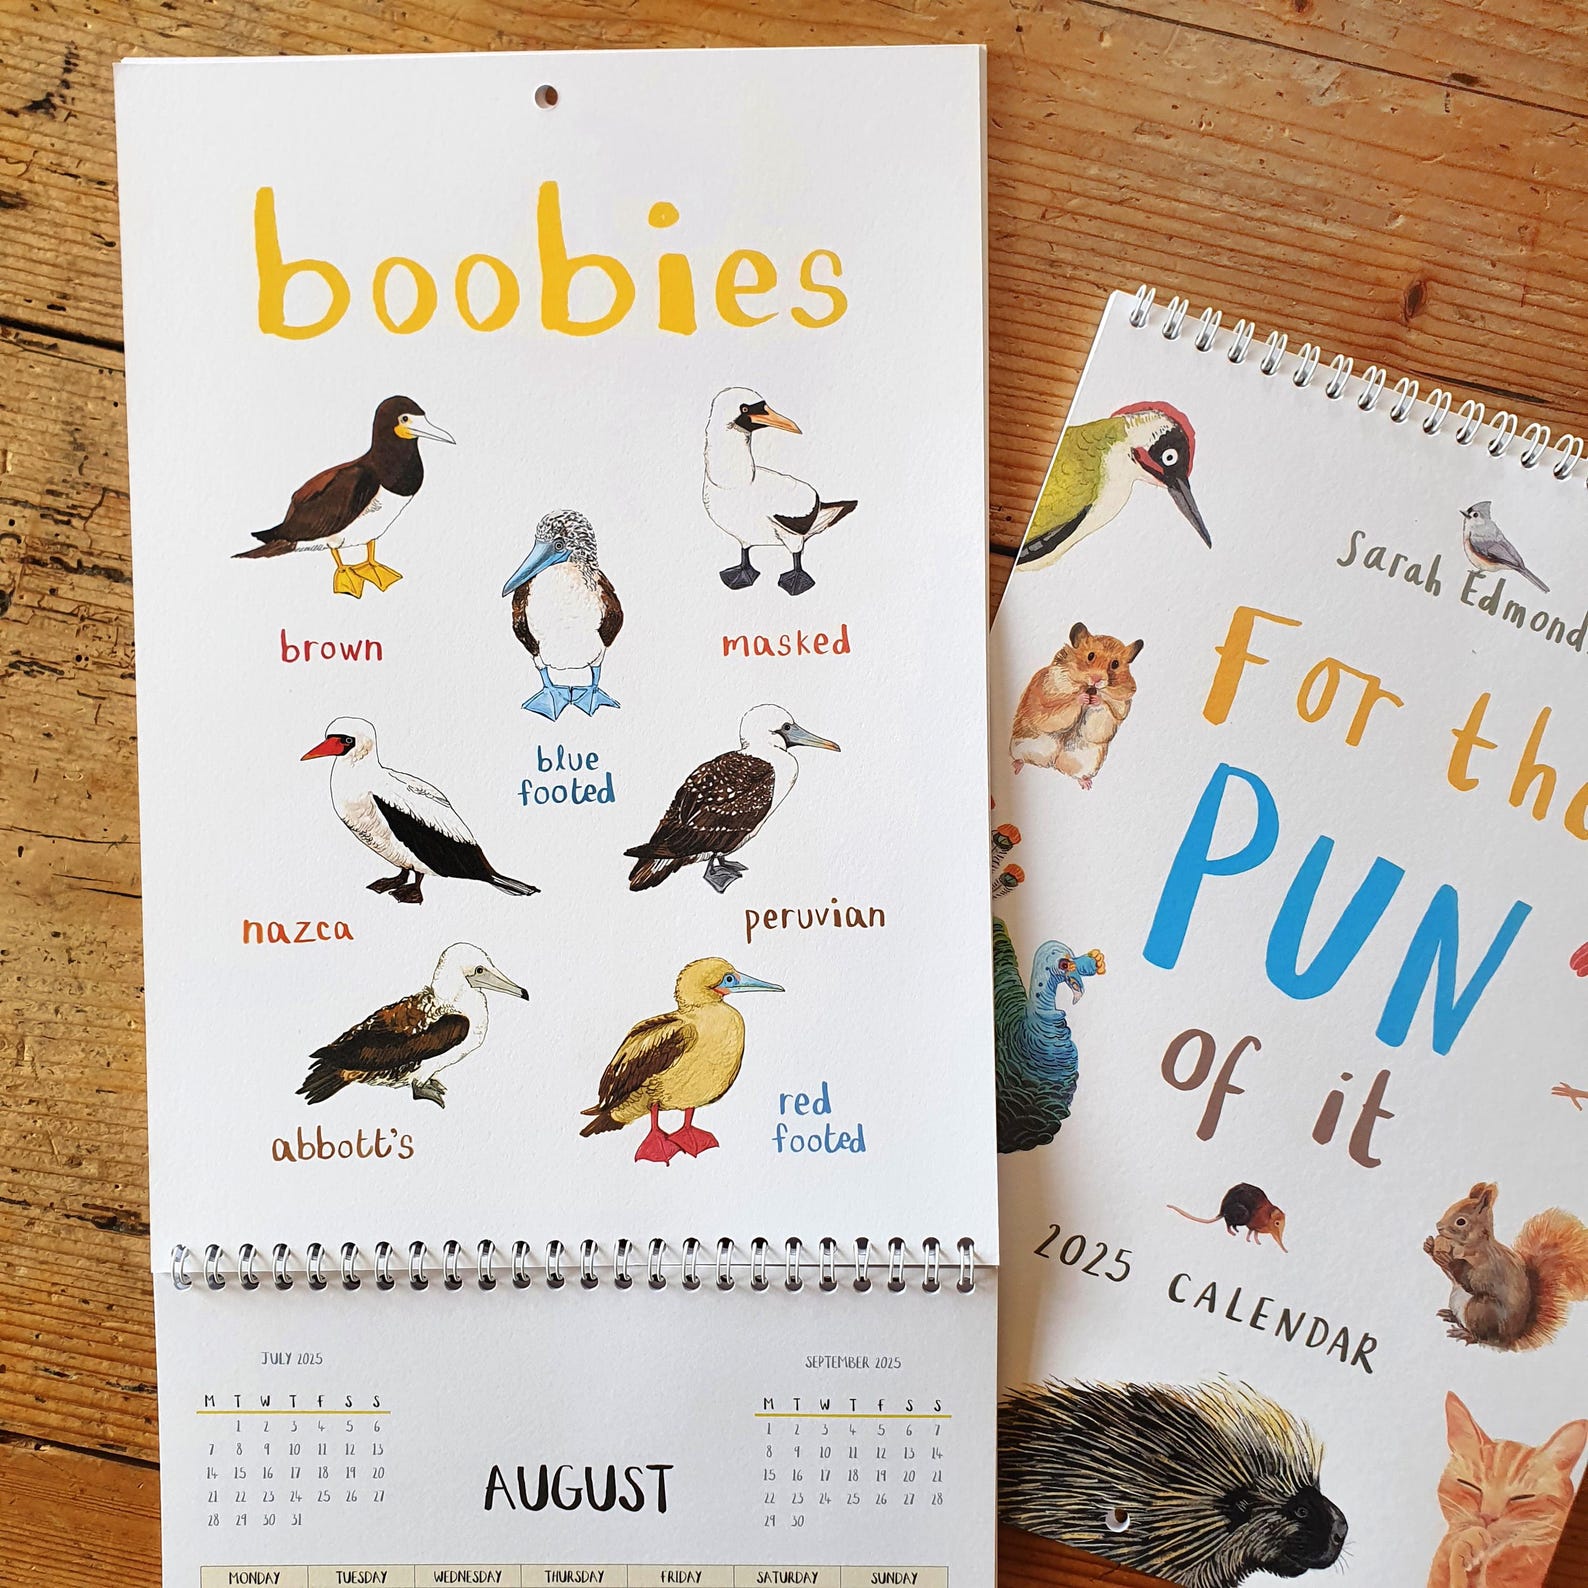 boobies
brown
masked
blue
footed
nazca
peruvian
abbott's
red
footed
JULY 2025
M T W T F S S
1 2 3 4 5 6
7 8 9 10 11 12 13
14 15 16 17 18 19 20
21 22 23 24 25 26 27
28 29 30 31
AUGUST
SEPTEMBER 2025
M T W T F S S
1 2 3 4 5 6 7
8 9 10 11 12 13 14
15 16 17 18 19 20 21
22 23 24 25 26 27 28
29 30
MONDAY TUESDAY WEDNESDAY THURSDAY FRIDAY SATURDAY SUNDAY
Sarah Edmonds
For the
PUN
of it
2025 CALENDAR